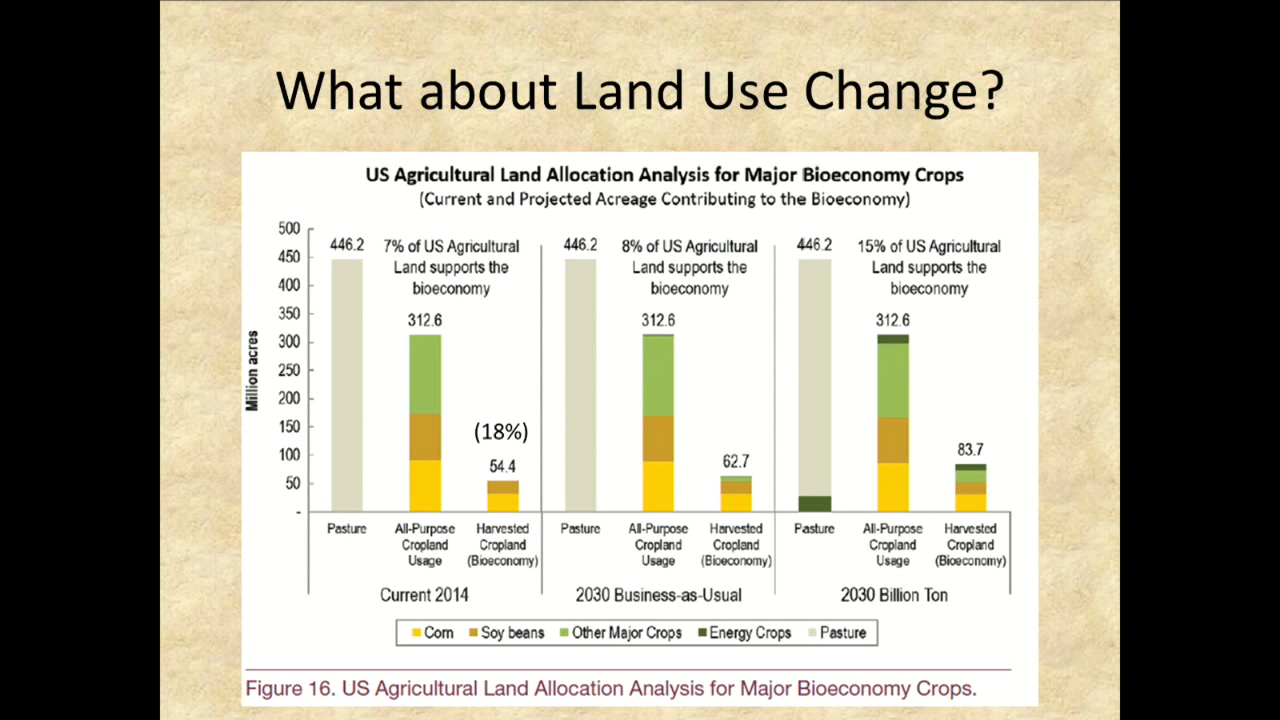 What about Land Use Change?
US Agricultural Land Allocation Analysis for Major Bioeconomy Crops
(Current and Projected Acreage Contributing to the Bioeconomy)
Million acres
500
450
400
350
300
250
200
150
100
50
-
446.2
7% of US Agricultural
Land supports the
bioeconomy
312.6
(18%)
54.4
446.2
8% of US Agricultural
Land supports the
bioeconomy
312.6
62.7
446.2
15% of US Agricultural
Land supports the
bioeconomy
312.6
83.7
Pasture
All-Purpose
Cropland
Usage
Harvested
Cropland
(Bioeconomy)
Pasture
All-Purpose
Cropland
Usage
Harvested
Cropland
(Bioeconomy)
Pasture
All-Purpose
Cropland
Usage
Harvested
Cropland
(Bioeconomy)
Current 2014
2030 Business-as-Usual
2030 Billion Ton
Corn Soy beans Other Major Crops Energy Crops Pasture
Figure 16. US Agricultural Land Allocation Analysis for Major Bioeconomy Crops.